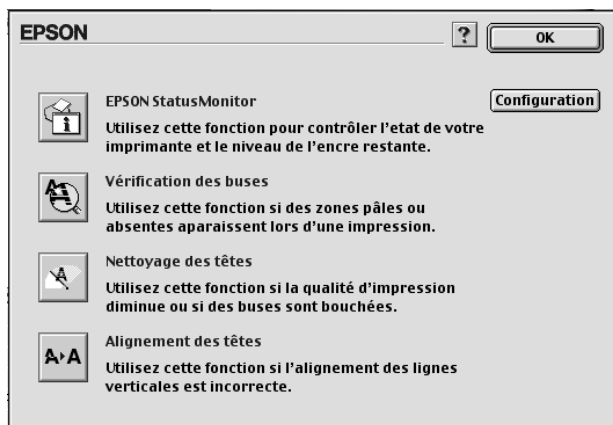 EPSON
?
OK
EPSON StatusMonitor
Configuration
Utilisez cette fonction pour contrôler l'etat de votre
imprimante et le niveau de l'encre restante.
Vérification des buses
Utilisez cette fonction si des zones pâles ou
absentes aparaissent lors d'une impression.
Nettoyage des têtes
Utilisez cette fonction si la qualité d'impression
diminue ou si des buses sont bouchées.
Alignement des têtes
Utilisez cette fonction si l'alignement des lignes
verticales est incorrecte.